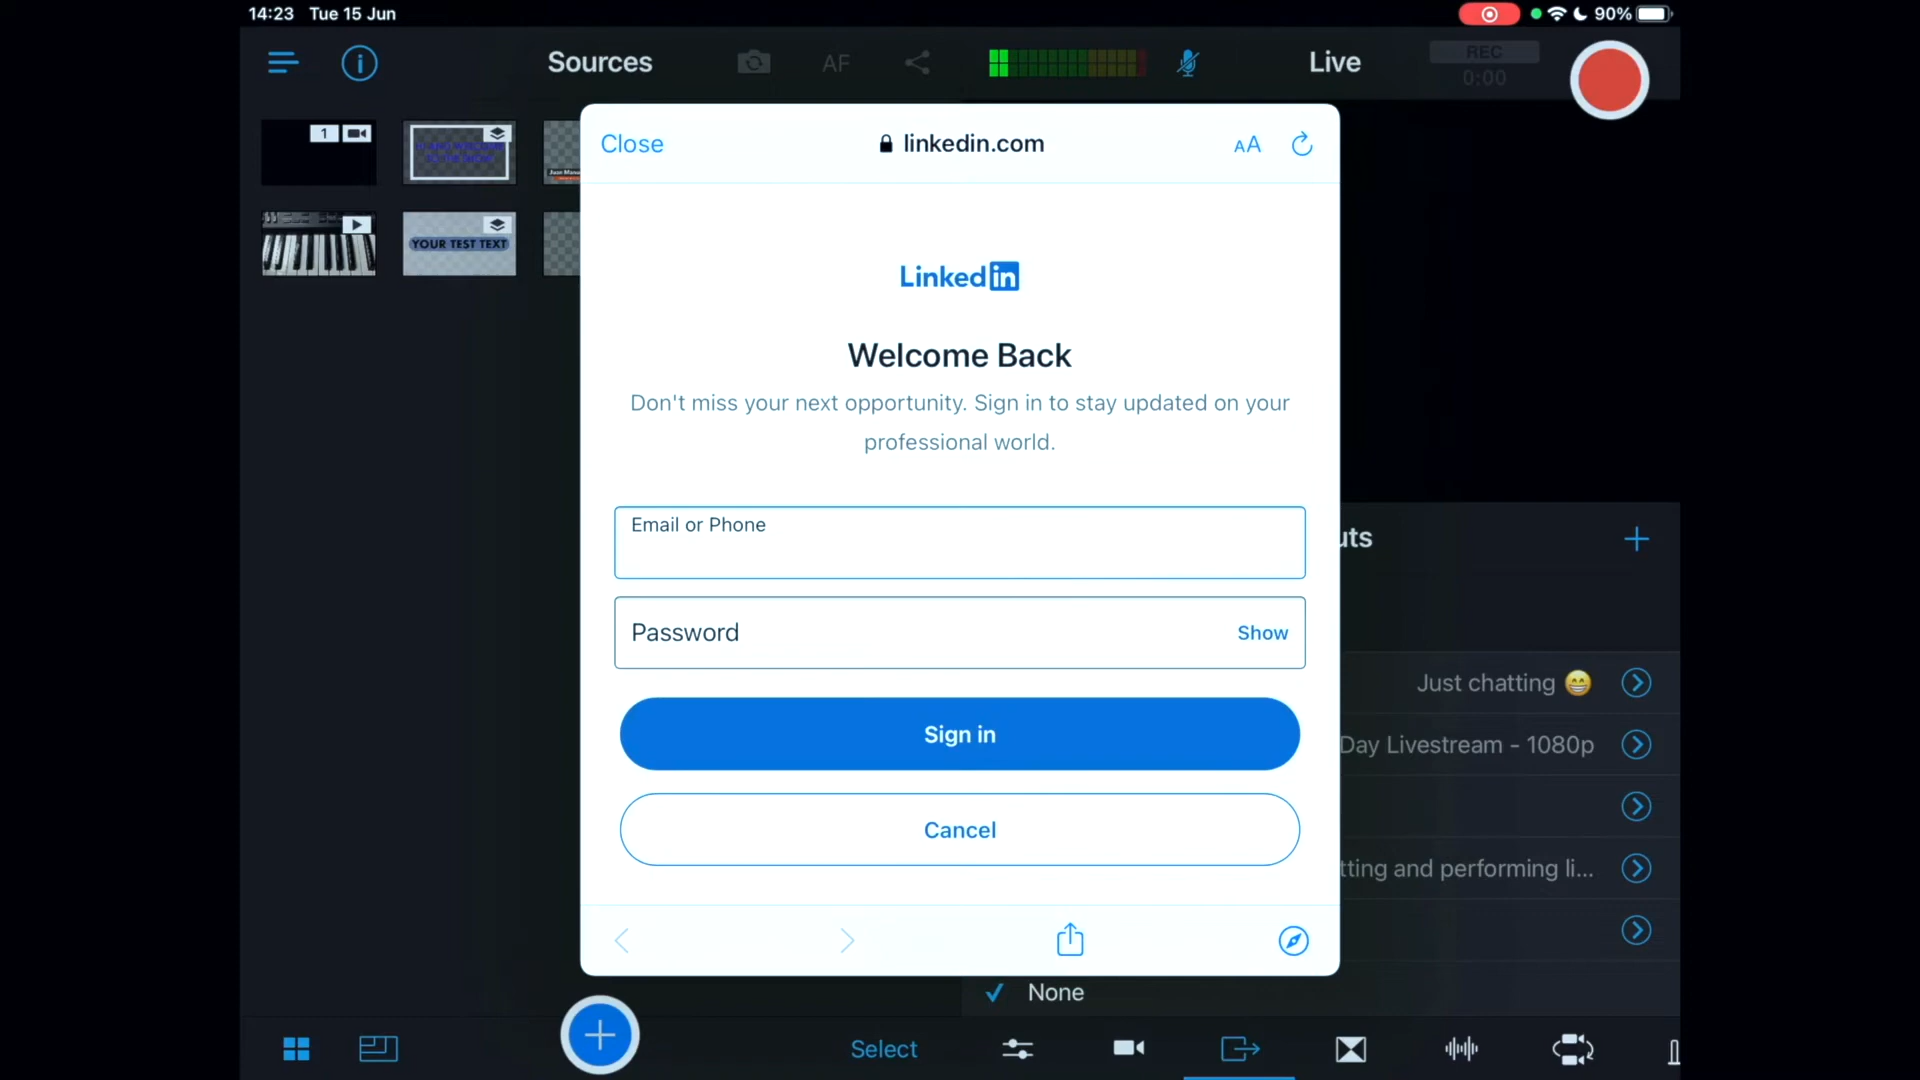 14:23 Tue 15 Jun
90%
Sources
AF
Live
REC
0:00
1
YOUR TEST TEXT
Close
linkedin.com
AA
Linked in
Welcome Back
Don't miss your next opportunity. Sign in to stay updated on your
professional world.
Email or Phone
Password
Show
Sign in
Cancel
uts
Just chatting 😁
Day Livestream - 1080p
tting and performing li...
None
Select